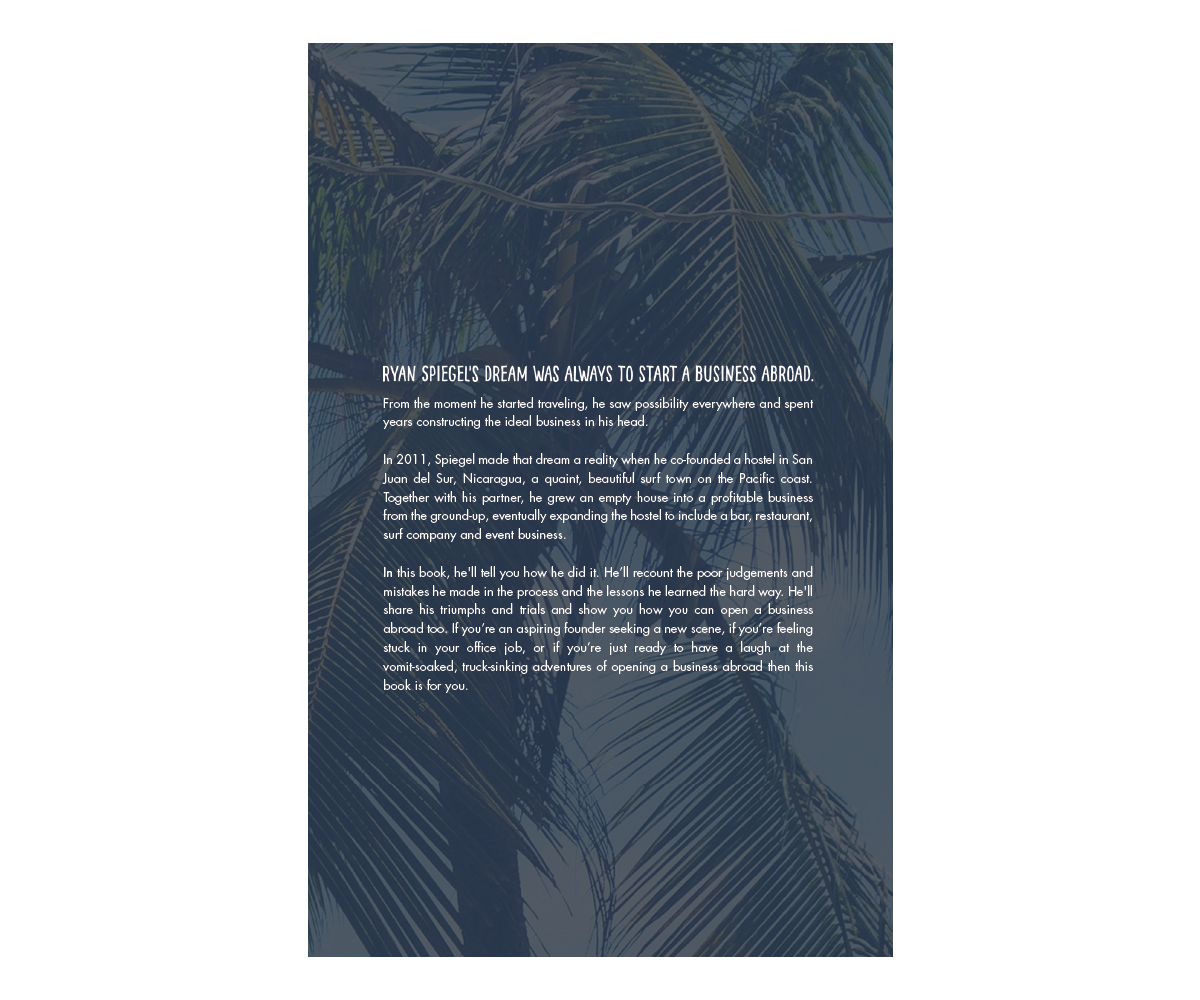 RYAN SPIEGEL'S DREAM WAS ALWAYS TO START A BUSINESS ABROAD.
From the moment he started traveling, he saw possibility everywhere and spent
years constructing the ideal business in his head.
In 2011, Spiegel made that dream a reality when he co-founded a hostel in San
Juan del Sur, Nicaragua, a quaint, beautiful surf town on the Pacific coast.
Together with his partner, he grew an empty house into a profitable business
from the ground-up, eventually expanding the hostel to include a bar, restaurant,
surf company and event business.
In this book, he'll tell you how he did it. He’ll recount the poor judgements and
mistakes he made in the process and the lessons he learned the hard way. He'll
share his triumphs and trials and show you how you can open a business
abroad too. If you’re an aspiring founder seeking a new scene, if you’re feeling
stuck in your office job, or if you’re just ready to have a laugh at the
vomit-soaked, truck-sinking adventures of opening a business abroad then this
book is for you.